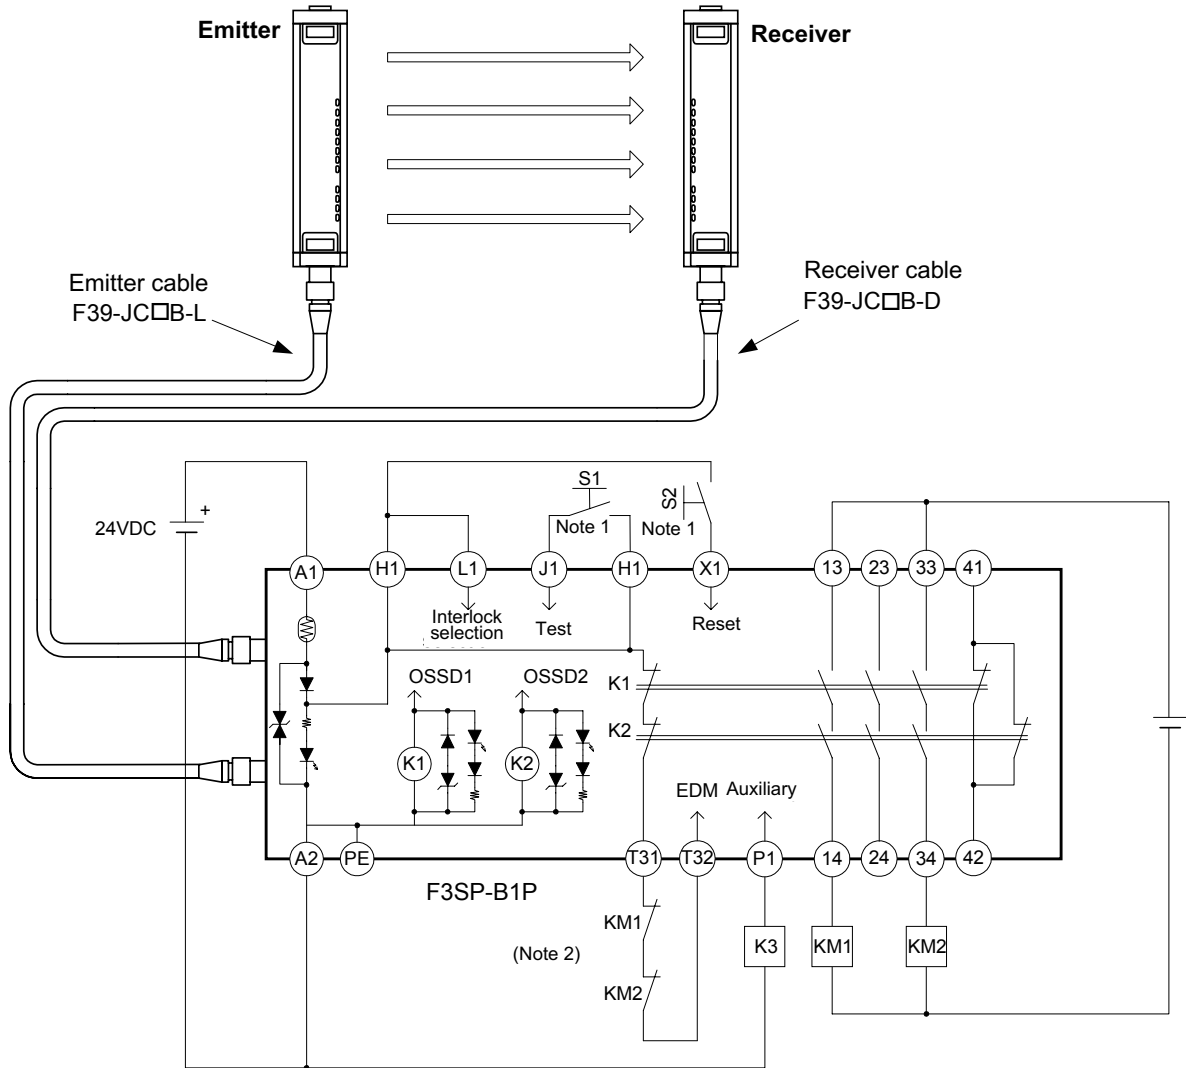 Emitter
Receiver
Emitter cable
F39-JC□B-L
Receiver cable
F39-JC□B-D
S1
Note 1
S2
Note 1
24VDC
+
A1
H1
L1
J1
H1
X1
13
23
33
41
Interlock
selection
Test
Reset
OSSD1
OSSD2
K1
K2
K1
K2
EDM
Auxiliary
A2
PE
T31
T32
P1
14
24
34
42
F3SP-B1P
KM1
(Note 2)
KM2
K3
KM1
KM2